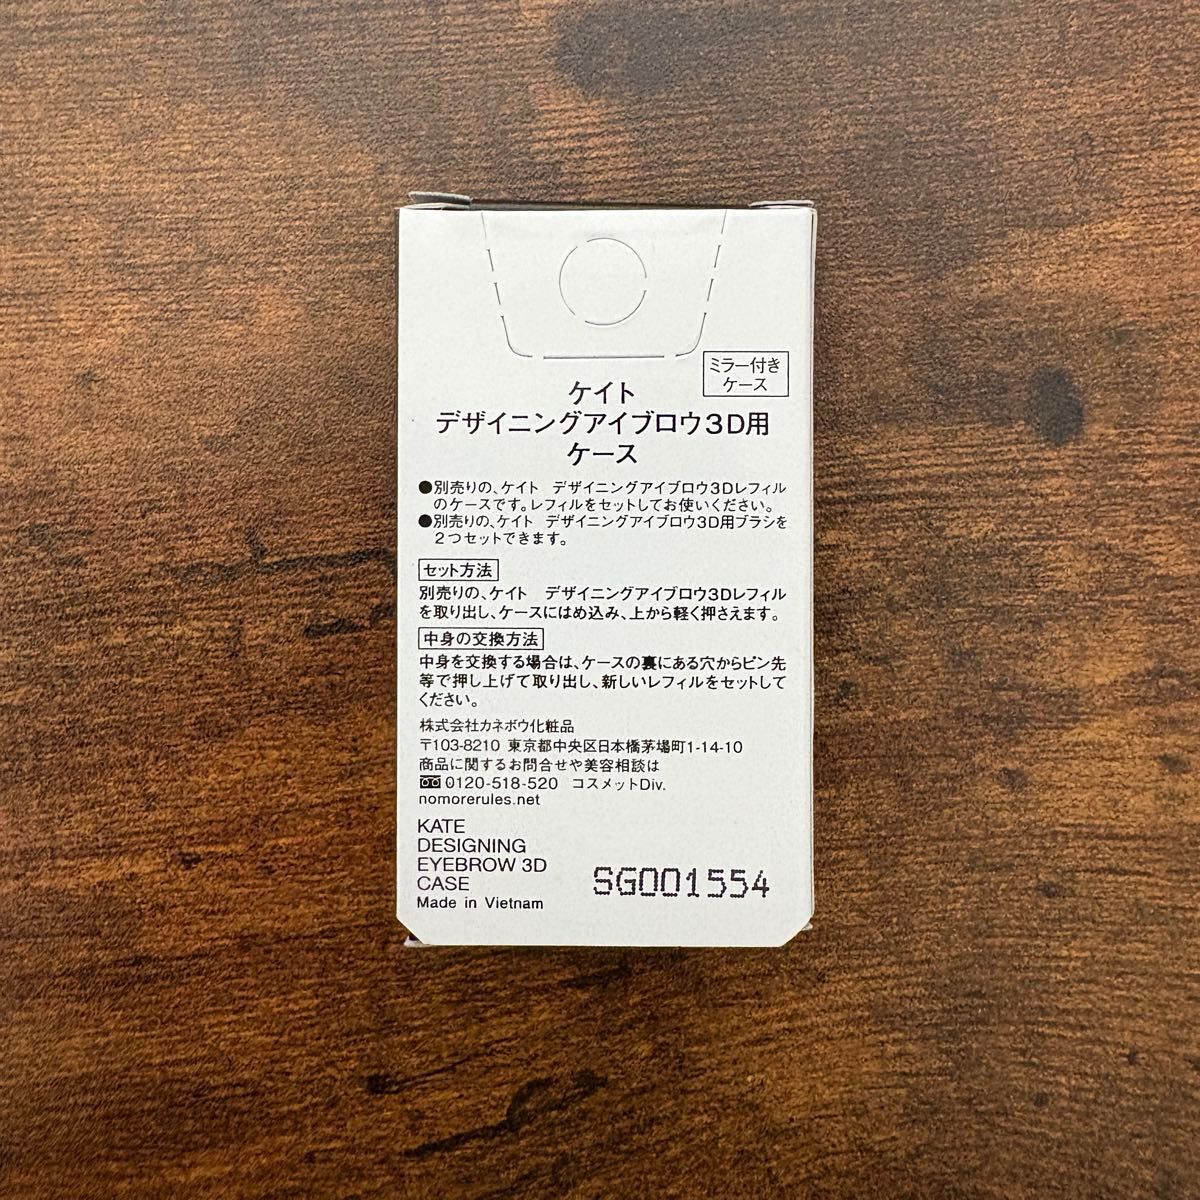 ミラー付き
ケース
ケイト
デザイニングアイブロウ3D用
ケース
●別売りの、ケイト デザイニングアイブロウ3Dレフィル
のケースです。レフィルをセットしてお使いください。
●別売りの、ケイト デザイニングアイブロウ3D用ブラシを
2つセットできます。
セット方法
別売りの、ケイト デザイニングアイブロウ3Dレフィル
を取り出し、ケースにはめ込み、上から軽く押さえます。
中身の交換方法
中身を交換する場合は、ケースの裏にある穴からピン先
等で押し上げて取り出し、新しいレフィルをセットして
ください。
株式会社カネボウ化粧品
〒103-8210 東京都中央区日本橋茅場町1-14-10
商品に関するお問合せや美容相談は
0120-518-520 コスメットDiv.
nomorerules.net
KATE
DESIGNING
EYEBROW 3D
CASE
Made in Vietnam
SG001554